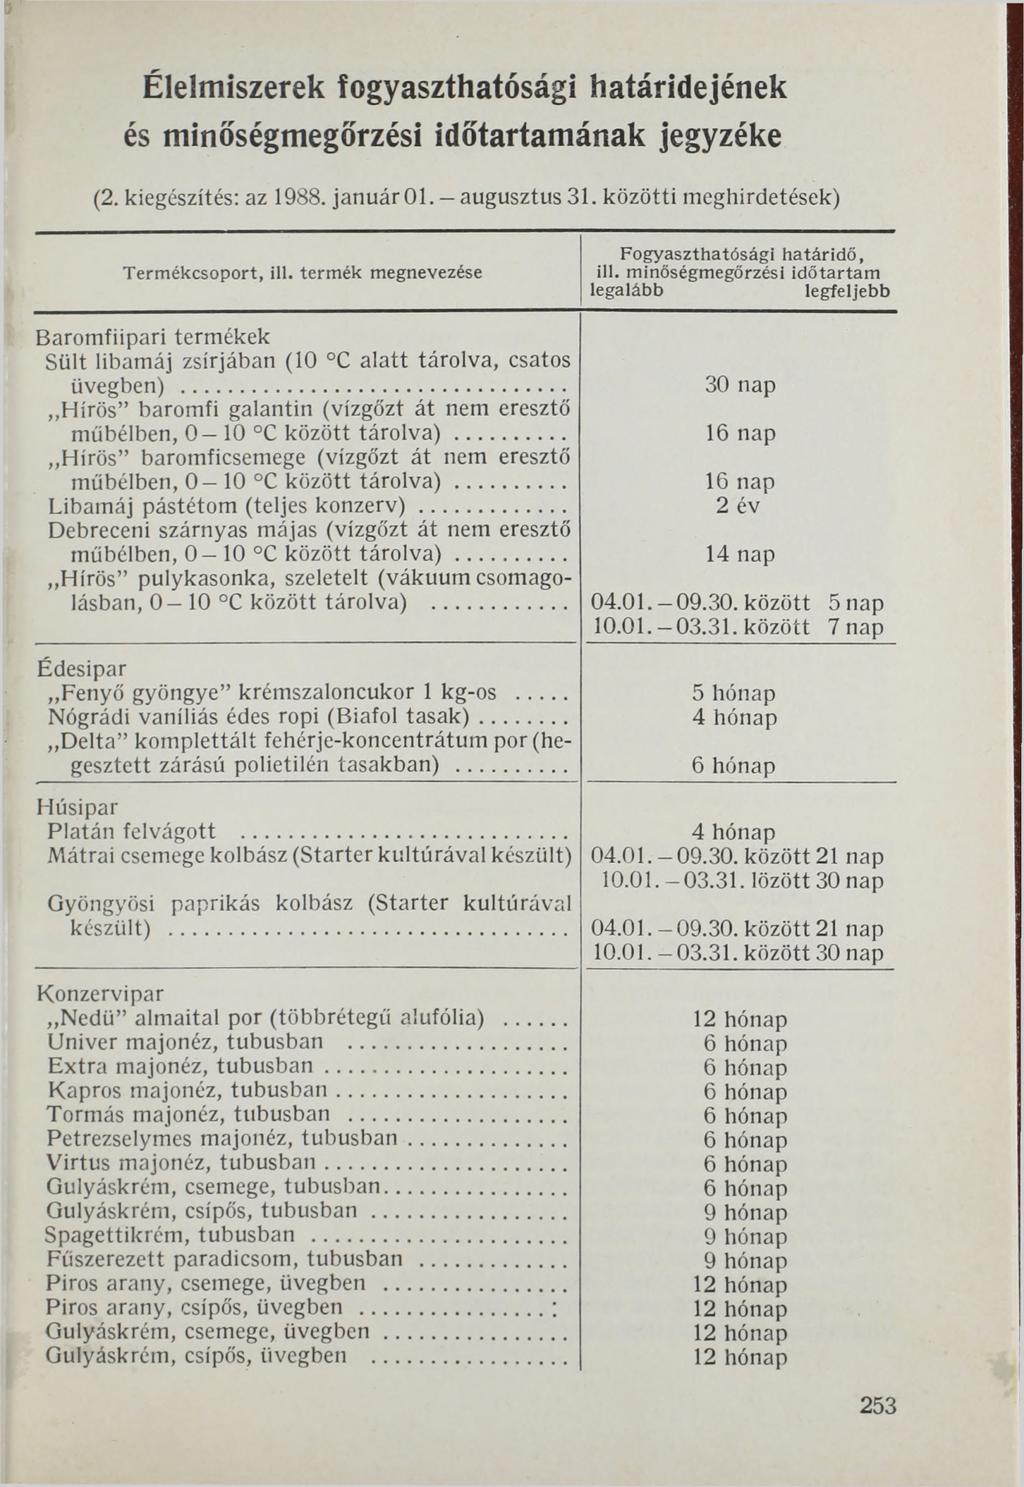 Élelmiszerek fogyaszthatósági határidejének
és minőségmegőrzési időtartamának jegyzéke
(2. kiegészítés: az 1988. január 01. – augusztus 31. közötti meghirdetések)
Termékcsoport, ill. termék megnevezése
Fogyaszthatósági határidő,
ill. minőségmegőrzési időtartam
legalább legfeljebb
Baromfiipari termékek
Sült libamáj zsírjában (10 °C alatt tárolva, csatos
üvegben) .................................. 30 nap
„Hírös” baromfi galantin (vízgőzt át nem eresztő
műbélben, 0– 10 °C között tárolva) .......... 16 nap
„Hírös” baromficsemege (vízgőzt át nem eresztő
műbélben, 0– 10 °C között tárolva) .......... 16 nap
Libamáj pástétom (teljes konzerv) ............. 2 év
Debreceni szárnyas májas (vízgőzt át nem eresztő
műbélben, 0– 10 °C között tárolva) .......... 14 nap
„Hírös” pulykasonka, szeletelt (vákuum csomago-
lásban, 0– 10 °C között tárolva) ............ 04.01. – 09.30. között 5 nap
10.01. – 03.31. között 7 nap
Édesipar
„Fenyő gyöngye” krémszaloncukor 1 kg-os ..... 5 hónap
Nógrádi vaníliás édes ropi (Biafol tasak) ........ 4 hónap
„Delta” komplettált fehérje-koncentrátum por (he-
gesztett zárású polietilén tasakban) .......... 6 hónap
Húsipar
Platán felvágott ............................ 4 hónap
Mátrai csemege kolbász (Starter kultúrával készült) 04.01. – 09.30. között 21 nap
10.01. – 03.31. lözött 30 nap
Gyöngyösi paprikás kolbász (Starter kultúrával
készült) .................................. 04.01. – 09.30. között 21 nap
10.01. – 03.31. között 30 nap
Konzervipar
„Nedü” almaital por (többrétegű alufólia) ...... 12 hónap
Univer majonéz, tubusban ................... 6 hónap
Extra majonéz, tubusban ..................... 6 hónap
Kapros majonéz, tubusban .................... 6 hónap
Tormás majonéz, tubusban ................... 6 hónap
Petrezselymes majonéz, tubusban .............. 6 hónap
Virtus majonéz, tubusban ..................... 6 hónap
Gulyáskrém, csemege, tubusban ................ 6 hónap
Gulyáskrém, csípős, tubusban ................. 9 hónap
Spagettikrém, tubusban ...................... 9 hónap
Fűszerezett paradicsom, tubusban ............. 9 hónap
Piros arany, csemege, üvegben ................ 12 hónap
Piros arany, csípős, üvegben ................ : 12 hónap
Gulyáskrém, csemege, üvegben ................ 12 hónap
Gulyáskrém, csípős, üvegben ................. 12 hónap
253